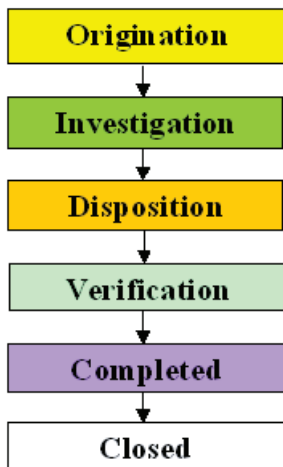 Origination
Investigation
Disposition
Verification
Completed
Closed